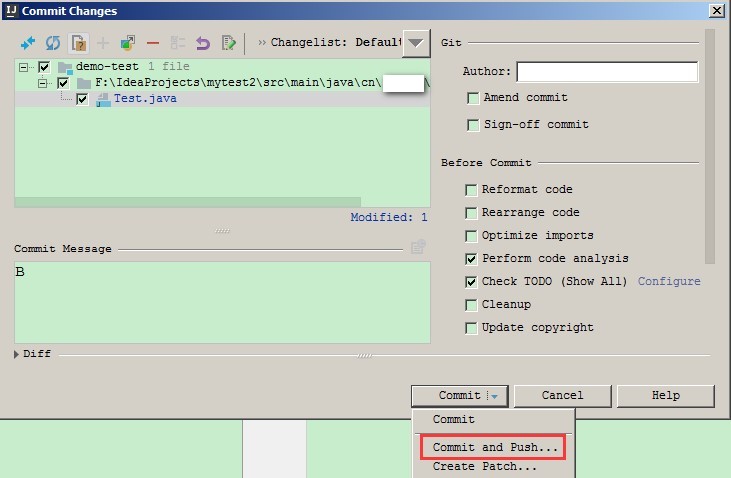 IJ Commit Changes
» Changelist: Default
demo-test 1 file
F:\IdeaProjects\mytest2\src\main\java\cn\ \
Test.java
Modified: 1
Commit Message
B
Diff
Git
Author:
Amend commit
Sign-off commit
Before Commit
Reformat code
Rearrange code
Optimize imports
Perform code analysis
Check TODO (Show All) Configure
Cleanup
Update copyright
Commit Cancel Help
Commit
Commit and Push...
Create Patch...